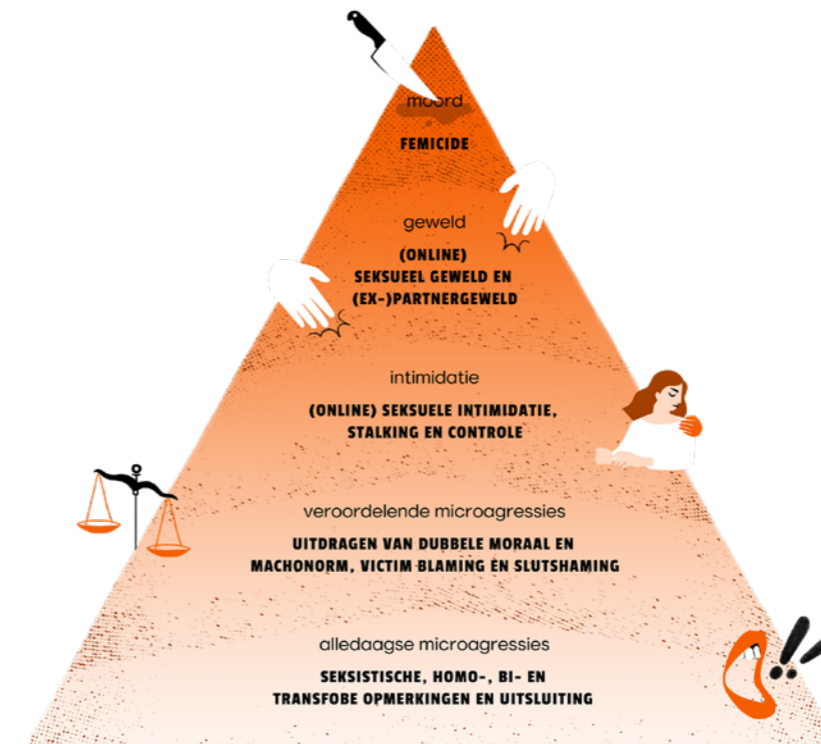 moord
FEMICIDE
geweld
(ONLINE)
SEKSUEEL GEWELD EN
(EX-)PARTNERGEWELD
intimidatie
(ONLINE) SEKSUELE INTIMIDATIE,
STALKING EN CONTROLE
veroordelende microagressies
UITDRAGEN VAN DUBBELE MORAAL EN
MACHONORM, VICTIM BLAMING EN SLUTSHAMING
alledaagse microagressies
SEKSISTISCHE, HOMO-, BI- EN
TRANSFOBE OPMERKINGEN EN UITSLUITING